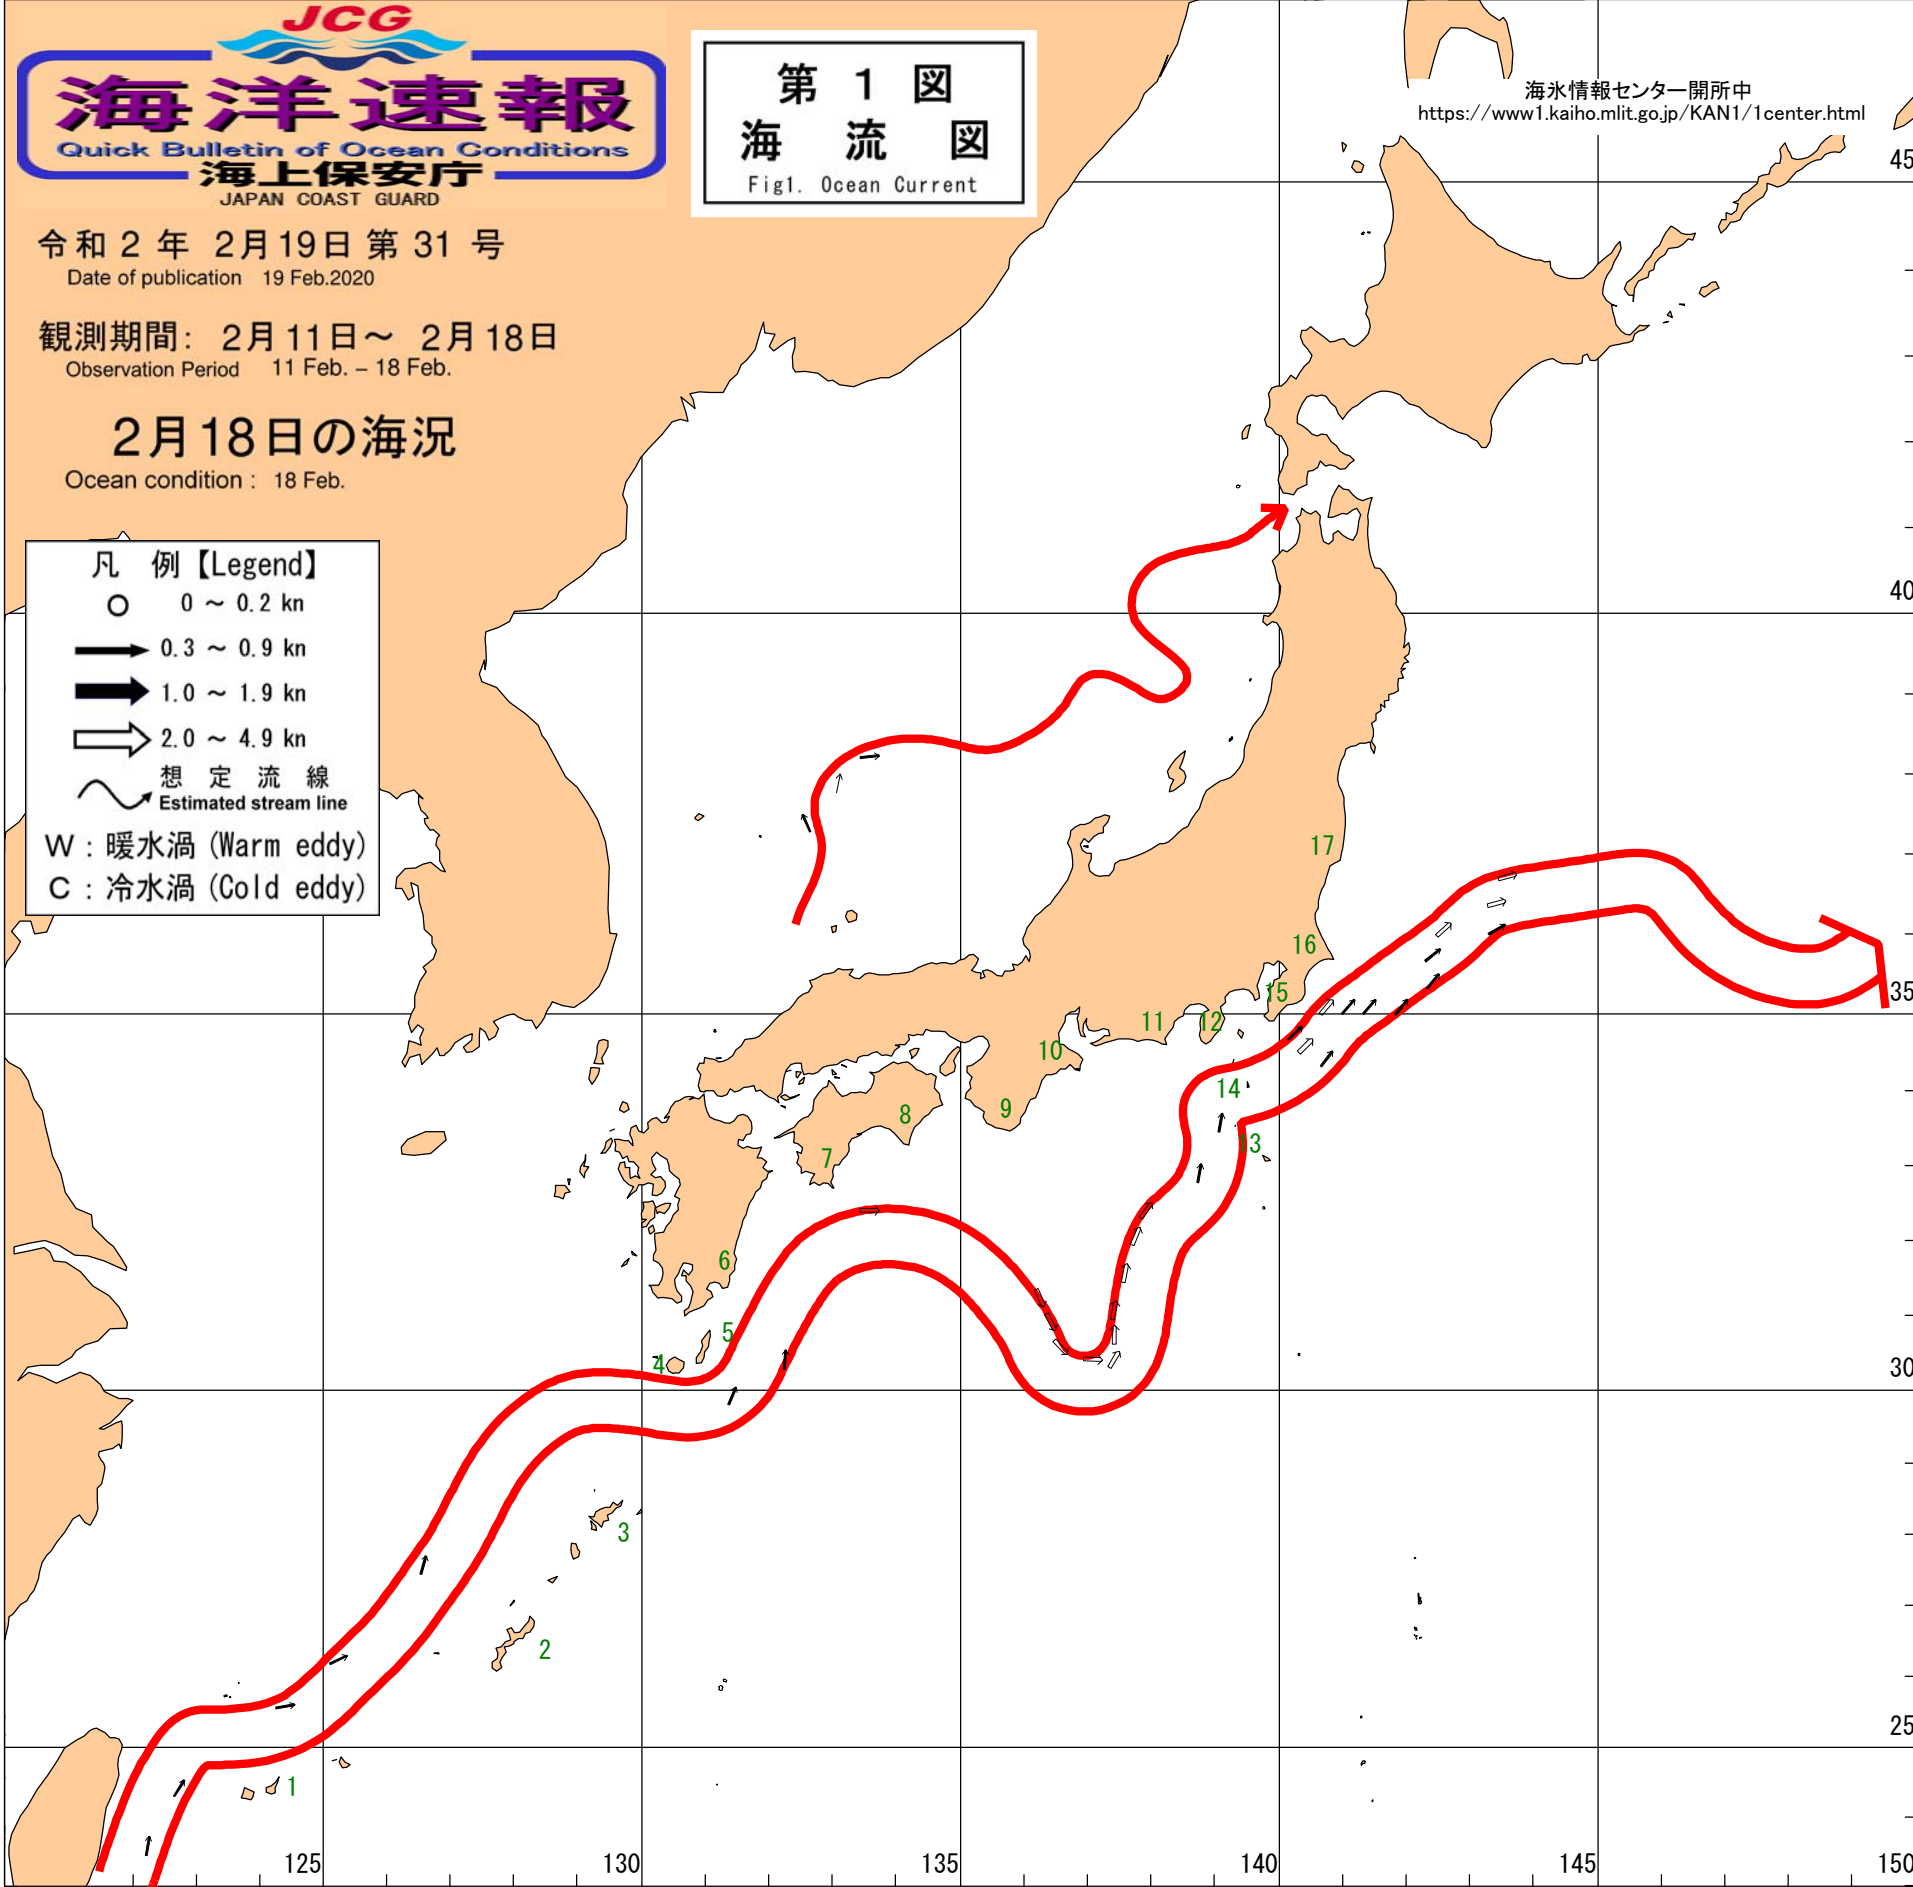 JCG
海洋速報
Quick Bulletin of Ocean Conditions
海上保安庁
JAPAN COAST GUARD
令和2年 2月19日 第31号
Date of publication 19 Feb.2020
観測期間: 2月11日～ 2月18日
Observation Period 11 Feb. – 18 Feb.
2月18日の海況
Ocean condition : 18 Feb.
第 1 図
海 流 図
Fig1. Ocean Current
海氷情報センター開所中
https://www1.kaiho.mlit.go.jp/KAN1/1center.html
凡 例【Legend】
0 ～ 0.2 kn
0.3 ～ 0.9 kn
1.0 ～ 1.9 kn
2.0 ～ 4.9 kn
想 定 流 線
Estimated stream line
W : 暖水渦 (Warm eddy)
C : 冷水渦 (Cold eddy)
45
40
17
16
35
15
11
12
10
14
8
9
13
7
6
5
4
30
3
2
25
1
125
130
135
140
145
150